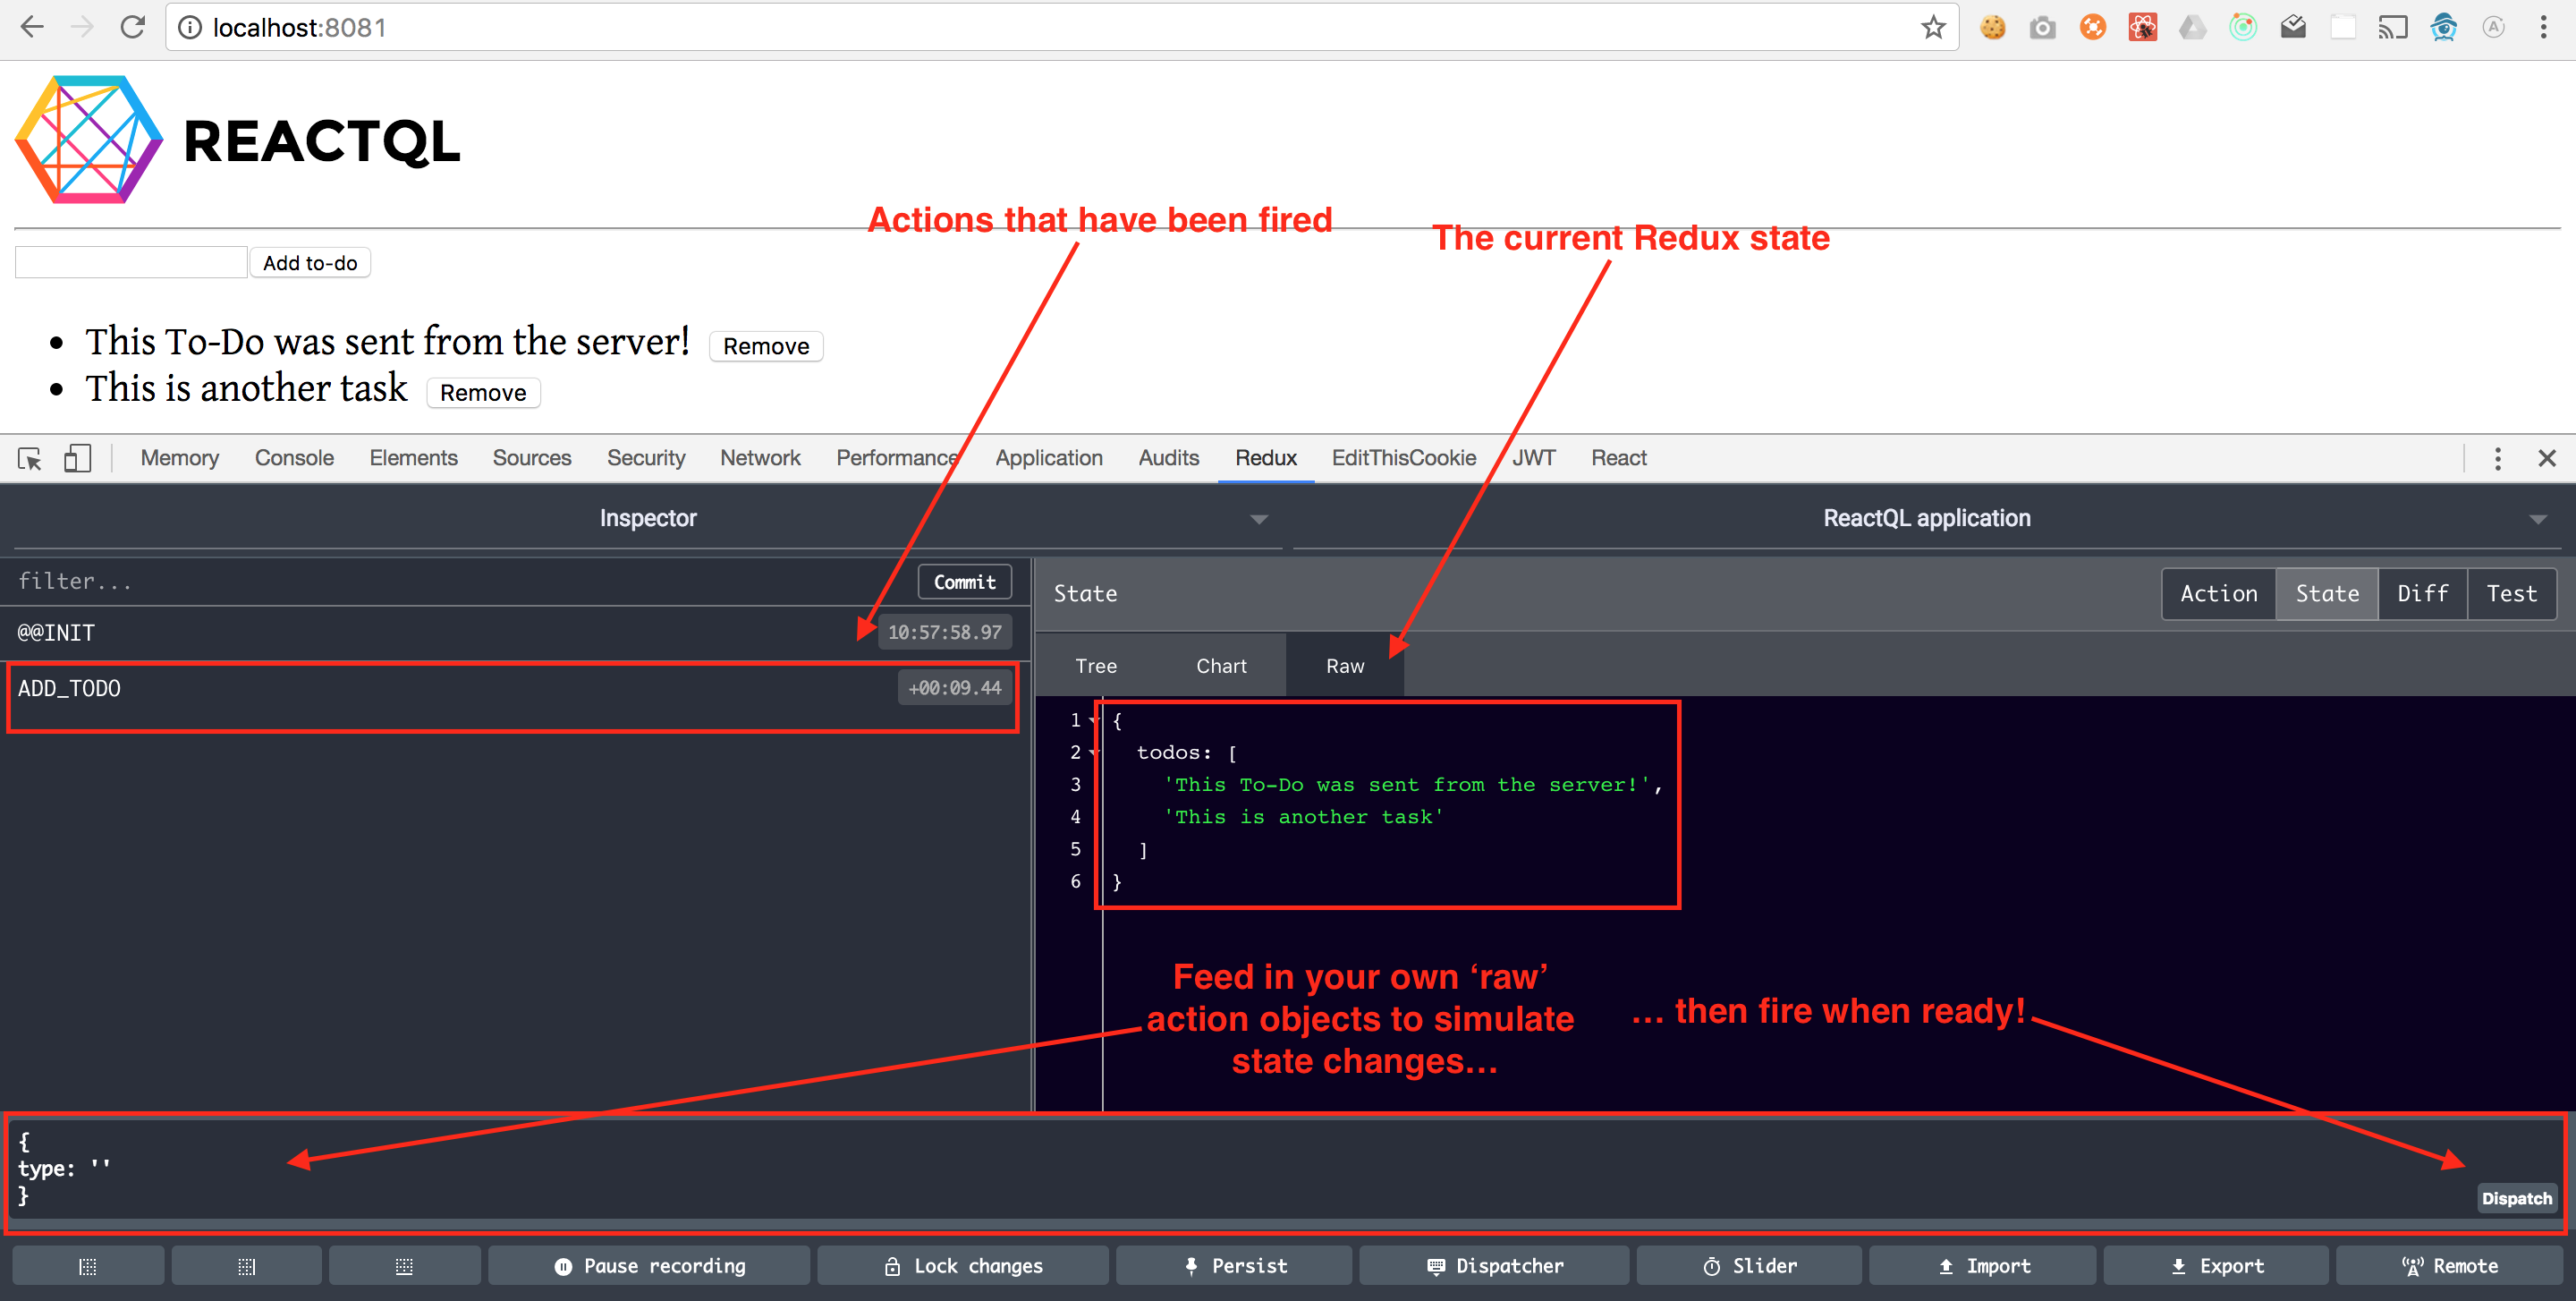 localhost:8081
REACTQL
Actions that have been fired
The current Redux state
Add to-do
This To-Do was sent from the server! Remove
This is another task Remove
Memory Console Elements Sources Security Network Performance Application Audits Redux EditThisCookie JWT React
Inspector
ReactQL application
filter...
Commit
State
Action State Diff Test
@@INIT
10:57:58.97
ADD_TODO
+00:09.44
Tree Chart Raw
1 {
2 todos: [
3 'This To-Do was sent from the server!',
4 'This is another task'
5 ]
6 }
Feed in your own ‘raw’
action objects to simulate
state changes...
... then fire when ready!
{
type: ''
}
Dispatch
Pause recording Lock changes Persist Dispatcher Slider Import Export Remote